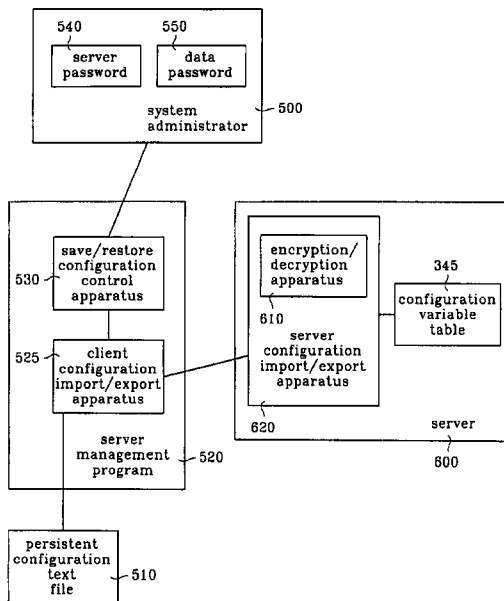 540
550
server
password
data
password
system
administrator
500
save/restore
configuration
control
apparatus
530
encryption/
decryption
apparatus
610
345
configuration
variable
table
525
client
configuration
import/export
apparatus
server
configuration
import/export
apparatus
620
server
600
server
management
program
520
persistent
configuration
text
file
510